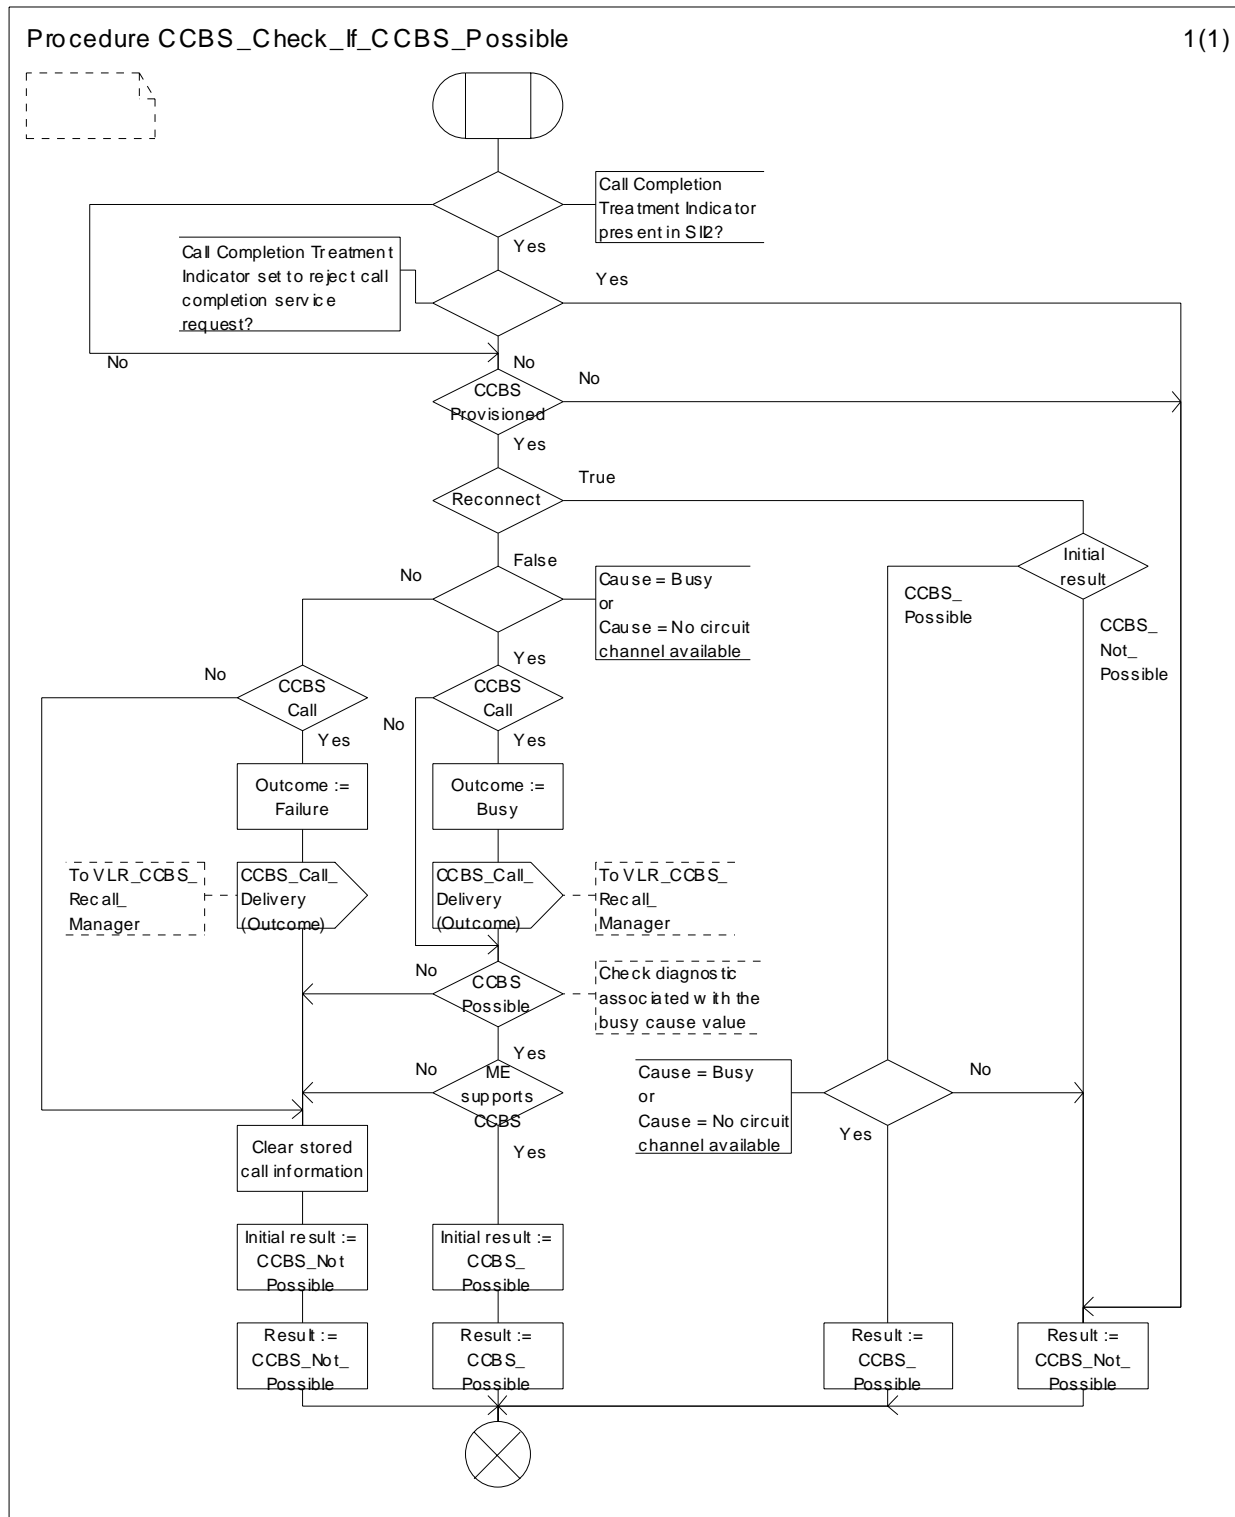 Procedure CCBS_Check_If_CCBS_Possible
1(1)
Call Completion
Treatment Indicator
present in SII2?
Yes
Call Completion Treatment
Indicator set to reject call
completion service
request?
Yes
No
No
CCBS
Provisioned
No
Yes
Reconnect
True
False
Initial
result
No
Cause = Busy
or
Cause = No circuit
channel available
CCBS_
Possible
CCBS_
Not_
Possible
Yes
No
CCBS
Call
CCBS
Call
No
Yes
Yes
Outcome :=
Failure
Outcome :=
Busy
To VLR_CCBS_
Recall_
Manager
CCBS_Call_
Delivery
(Outcome)
CCBS_Call_
Delivery
(Outcome)
To VLR_CCBS_
Recall_
Manager
No
CCBS
Possible
Check diagnostic
associated with the
busy cause value
Yes
No
ME
supports
CCBS
Cause = Busy
or
Cause = No circuit
channel available
No
Yes
Yes
Clear stored
call information
Initial result :=
CCBS_Not
Possible
Initial result :=
CCBS_
Possible
Result :=
CCBS_Not_
Possible
Result :=
CCBS_
Possible
Result :=
CCBS_
Possible
Result :=
CCBS_Not_
Possible